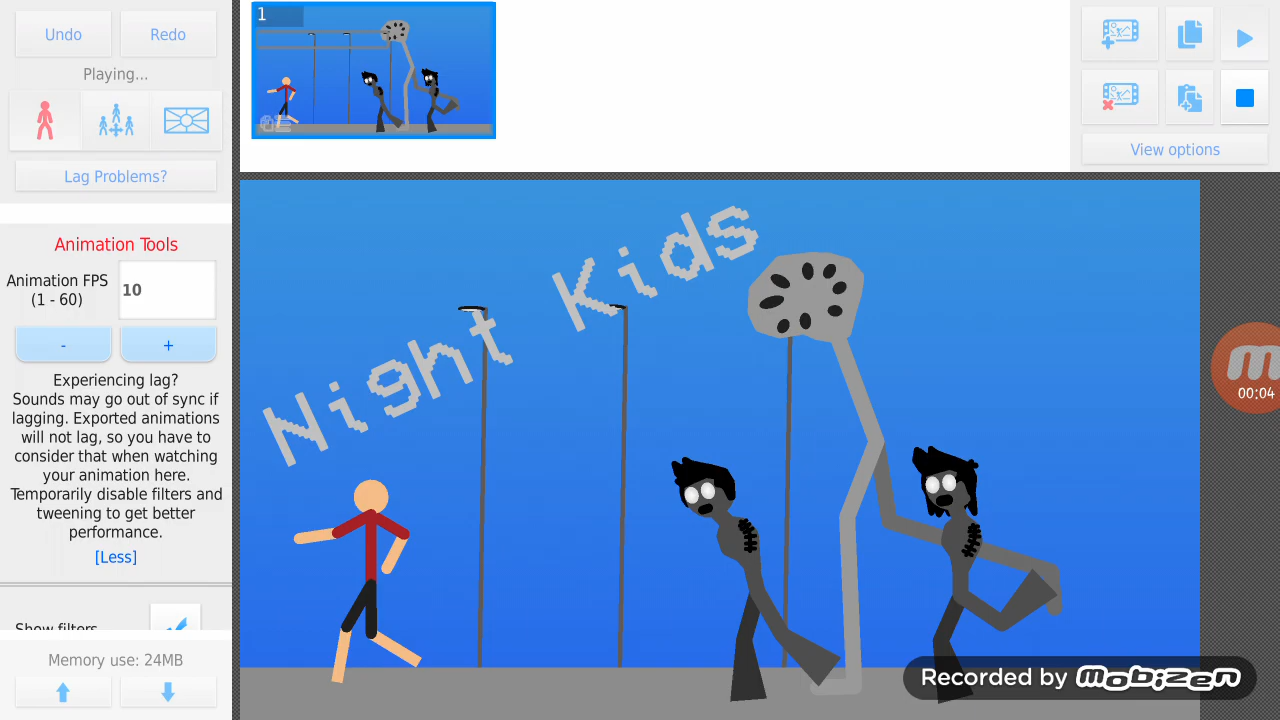 Undo
Redo
Playing...
Lag Problems?
Animation Tools
Animation FPS
(1 - 60)
10
-
+
Experiencing lag?
Sounds may go out of sync if
lagging. Exported animations
will not lag, so you have to
consider that when watching
your animation here.
Temporarily disable filters and
tweening to get better
performance.
[Less]
Show filters
Memory use: 24MB
1
View options
Night Kids
00:04
Recorded by mobizen